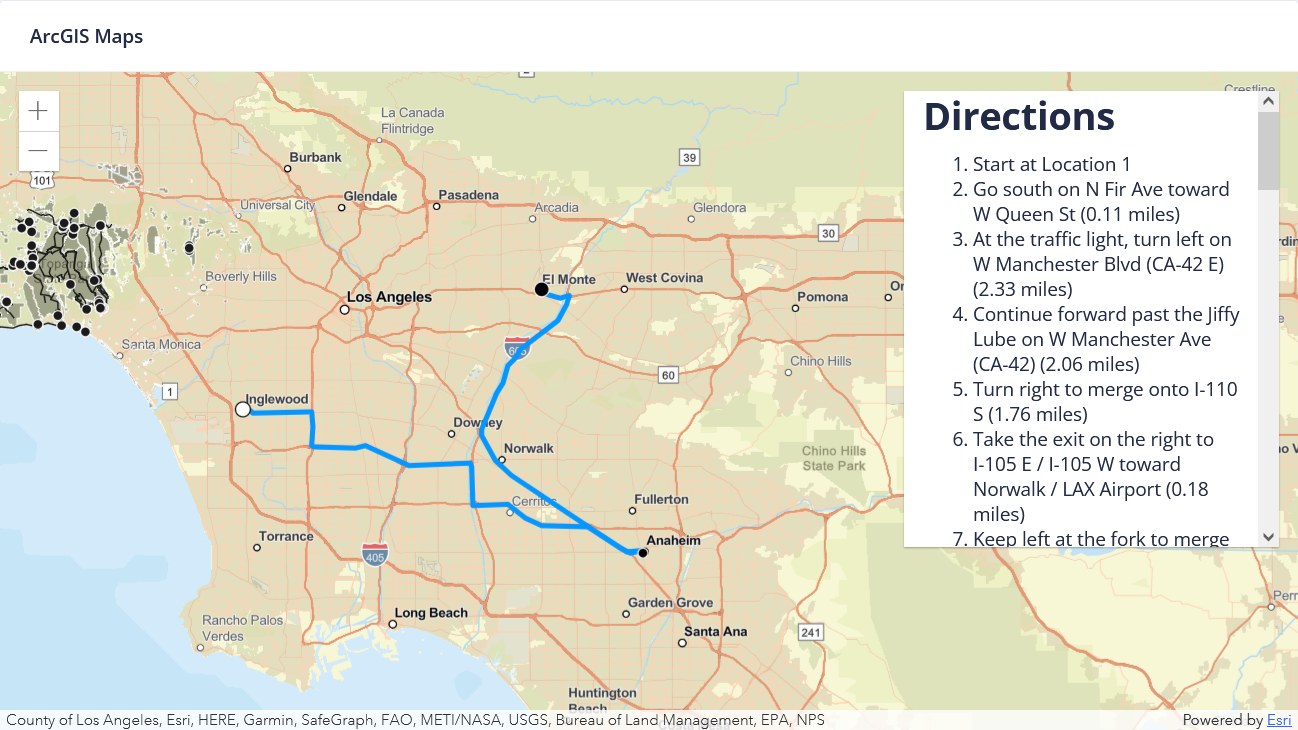 ArcGIS Maps
Crestline
La Canada
Flintridge
39
Burbank
101
Glendale
Pasadena
Universal City
Arcadia
Glendora
30
Beverly Hills
El Monte
West Covina
Los Angeles
Pomona
Santa Monica
60
Chino Hills
1
Inglewood
Downey
Norwalk
Chino Hills
State Park
Cerritos
Fullerton
Torrance
405
Anaheim
Long Beach
Garden Grove
Rancho Palos
Verdes
Santa Ana
241
Huntington
Beach
Directions
1. Start at Location 1
2. Go south on N Fir Ave toward
W Queen St (0.11 miles)
3. At the traffic light, turn left on
W Manchester Blvd (CA-42 E)
(2.33 miles)
4. Continue forward past the Jiffy
Lube on W Manchester Ave
(CA-42) (2.06 miles)
5. Turn right to merge onto I-110
S (1.76 miles)
6. Take the exit on the right to
I-105 E / I-105 W toward
Norwalk / LAX Airport (0.18
miles)
7. Keep left at the fork to merge
County of Los Angeles, Esri, HERE, Garmin, SafeGraph, FAO, METI/NASA, USGS, Bureau of Land Management, EPA, NPS
Powered by Esri